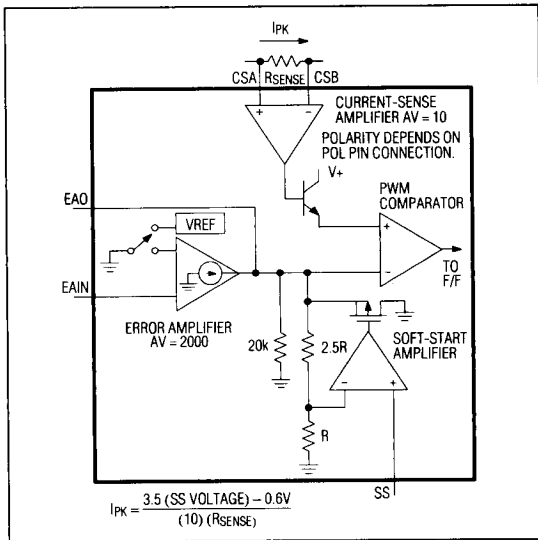 IPK
CSA RSENSE CSB
CURRENT-SENSE
AMPLIFIER AV = 10
POLARITY DEPENDS ON
POL PIN CONNECTION.
V+
PWM
COMPARATOR
EAO
VREF
TO
F/F
EAIN
ERROR AMPLIFIER
AV = 2000
20k
2.5R
SOFT-START
AMPLIFIER
R
SS
IPK = 3.5 (SS VOLTAGE) – 0.6V
(10) (RSENSE)